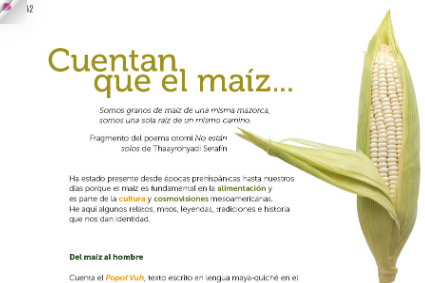 42
Cuentan
que el maíz...
Somos granos de maíz de una misma mazorca,
somos una sola raíz de un mismo camino.
Fragmento del poema otomí No están
solos de Thaayrohyadi Serafín
Ha estado presente desde épocas prehispánicas hasta nuestros
días porque el maíz es fundamental en la alimentación y
es parte de la cultura y cosmovisiones mesoamericanas.
He aquí algunos relatos, mitos, leyendas, tradiciones e historia
que nos dan identidad.
Del maíz al hombre
Cuenta el Popol Vuh, texto escrito en lengua maya-quiché en el